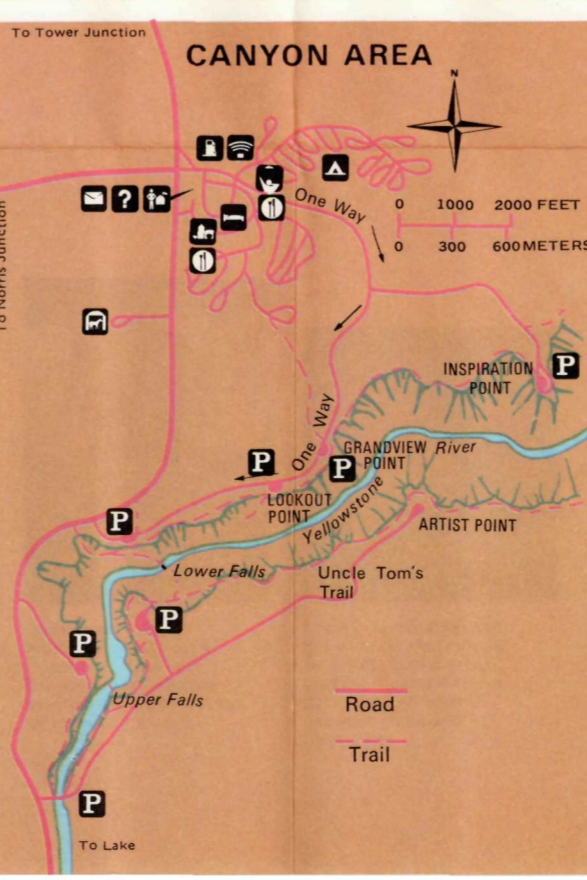 To Tower Junction
CANYON AREA
N
?
To Norris Junction
One Way
0 1000 2000 FEET
0 300 600 METERS
INSPIRATION
POINT
P
One Way
GRANDVIEW
POINT
P
River
P
LOOKOUT
POINT
Yellowstone
ARTIST POINT
P
Lower Falls
Uncle Tom's
Trail
P
P
Upper Falls
Road
Trail
P
To Lake